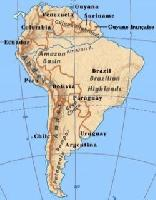 Guyana
Venezuela
Suriname
Colombia
Guyane française
Ecuador
Amazon
Basin
Peru
Brazil
Brazilian
Highlands
Bolivia
Paraguay
Chile
Uruguay
Argentina